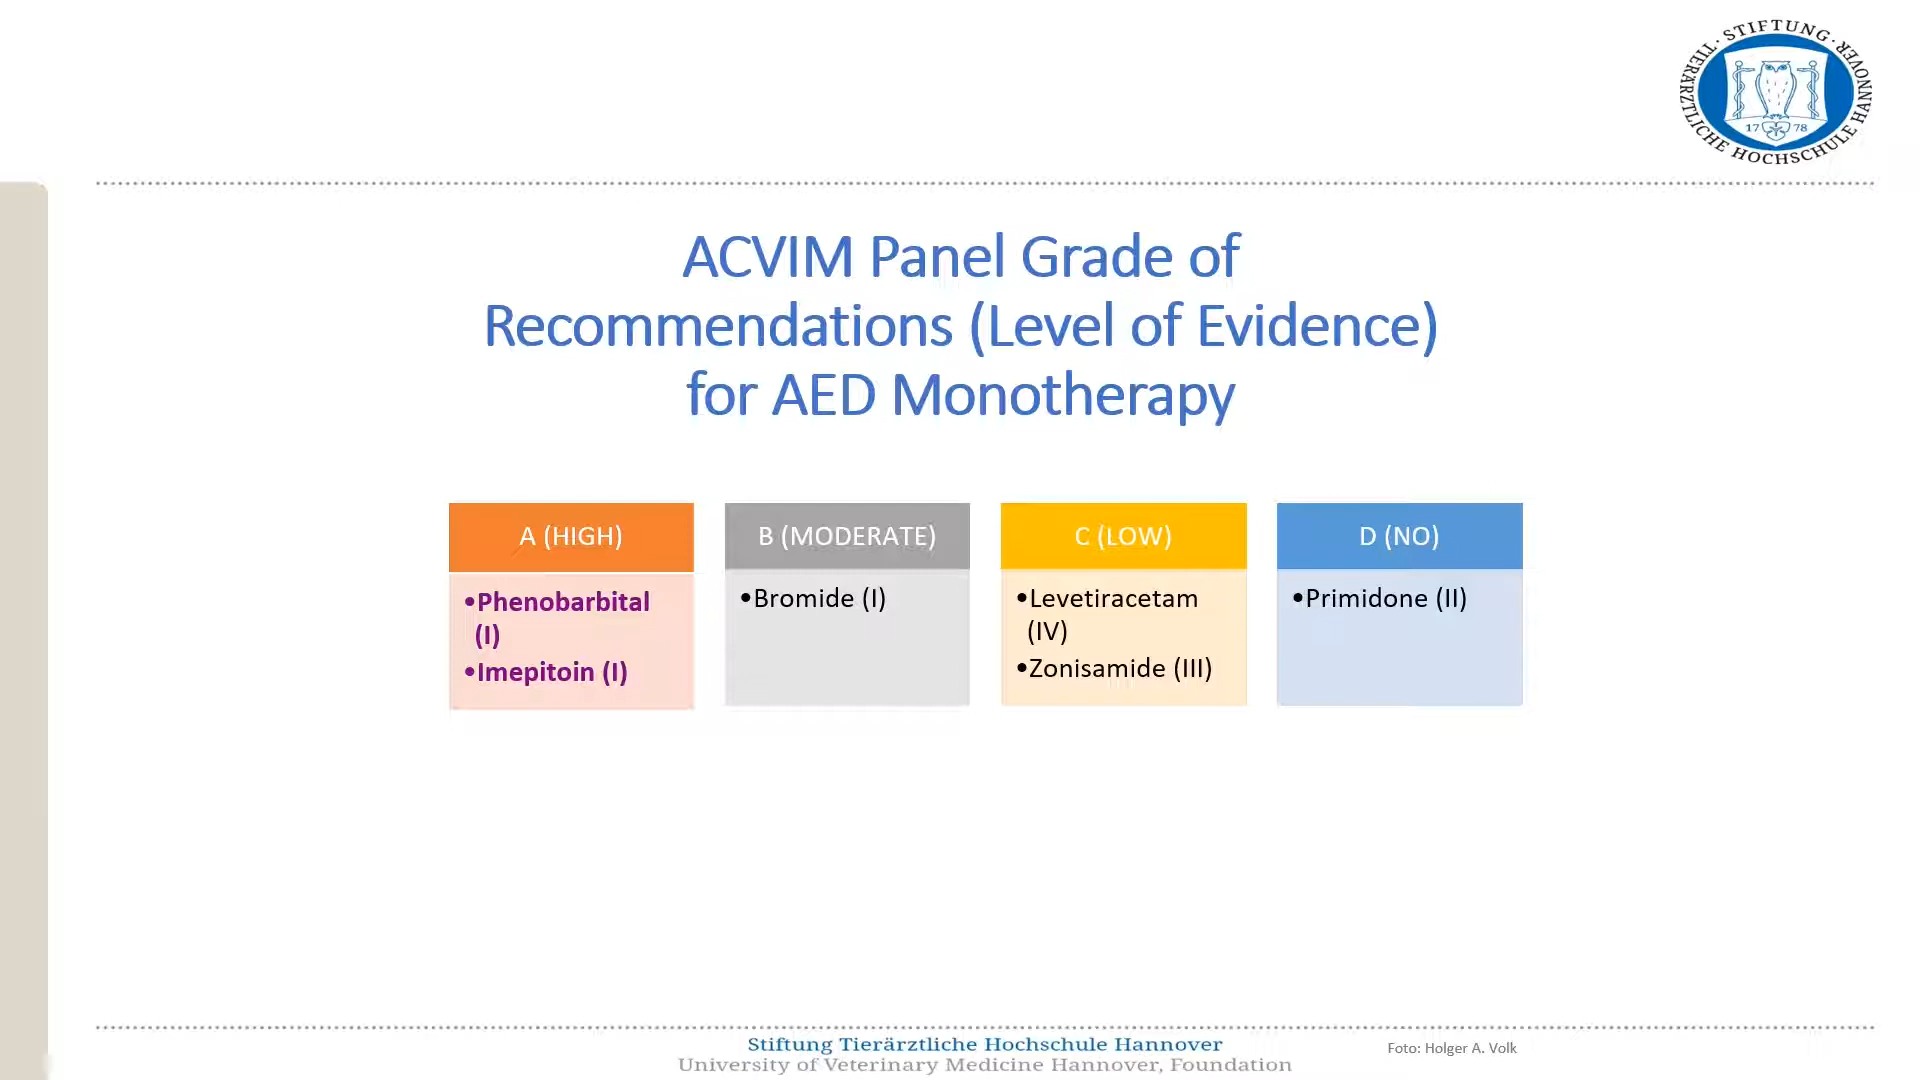 · STIFTUNG ·
TIERÄRZTLICHE HOCHSCHULE HANNOVER
17 78
ACVIM Panel Grade of
Recommendations (Level of Evidence)
for AED Monotherapy
A (HIGH)
•Phenobarbital
(I)
•Imepitoin (I)
B (MODERATE)
•Bromide (I)
C (LOW)
•Levetiracetam
(IV)
•Zonisamide (III)
D (NO)
•Primidone (II)
Stiftung Tierärztliche Hochschule Hannover
University of Veterinary Medicine Hannover, Foundation
Foto: Holger A. Volk